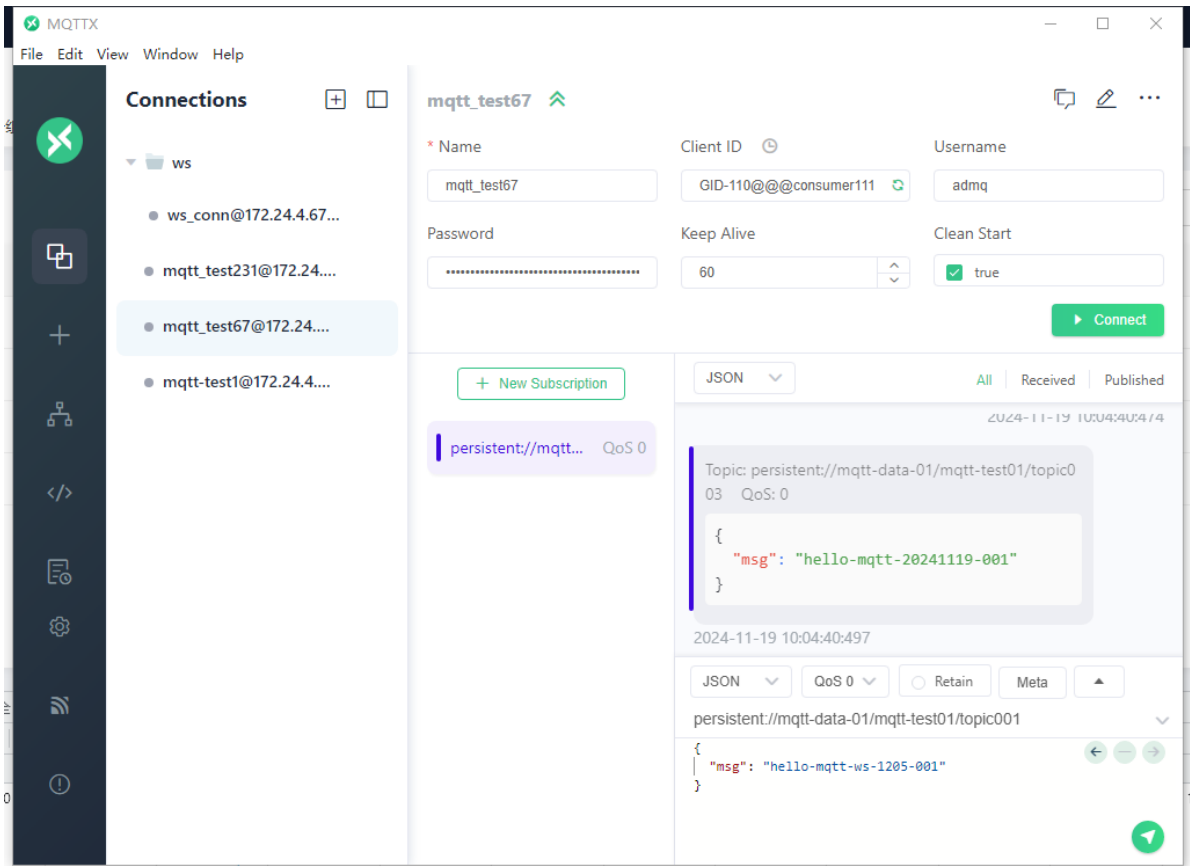 MQTTX
File Edit View Window Help
Connections
ws
ws_conn@172.24.4.67...
mqtt_test231@172.24....
mqtt_test67@172.24....
mqtt-test1@172.24.4....
mqtt_test67
* Name
Client ID
Username
mqtt_test67
GID-110@@@consumer111
admq
Password
Keep Alive
Clean Start
60
true
Connect
+ New Subscription
persistent://mqtt... QoS 0
JSON
All Received Published
2024-11-19 10:04:40:474
Topic: persistent://mqtt-data-01/mqtt-test01/topic0
03 QoS: 0
{
"msg": "hello-mqtt-20241119-001"
}
2024-11-19 10:04:40:497
JSON QoS 0 Retain Meta
persistent://mqtt-data-01/mqtt-test01/topic001
{
"msg": "hello-mqtt-ws-1205-001"
}